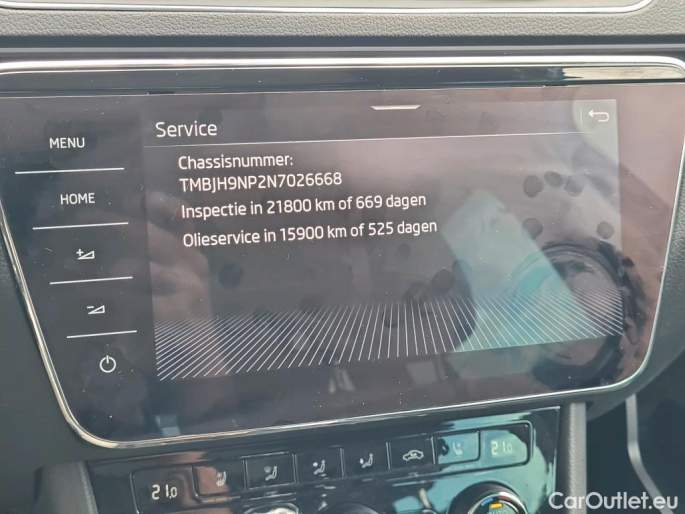 MENU
HOME
Service
Chassisnummer:
TMBJH9NP2N7026668
Inspectie in 21800 km of 669 dagen
Olieservice in 15900 km of 525 dagen
21.0
21.0
CarOutlet.eu